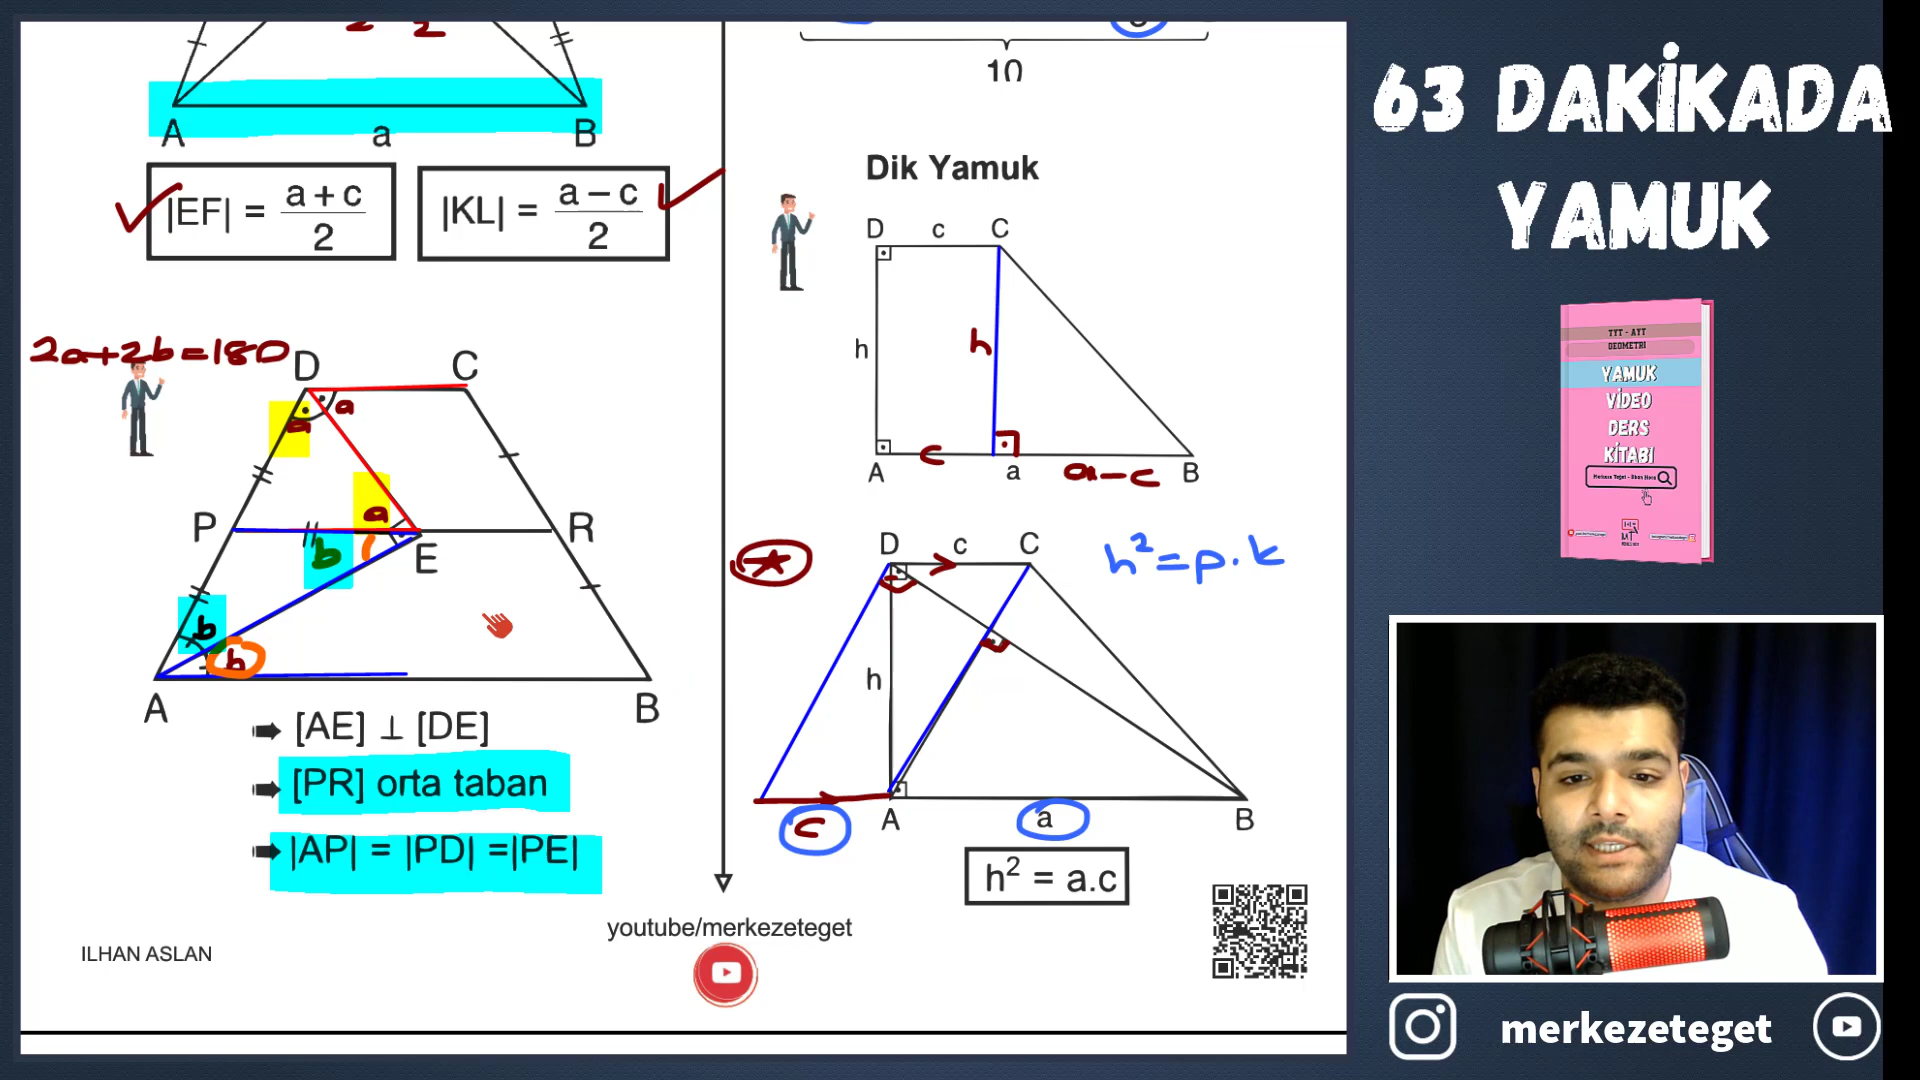 A a B
|EF| = a + c / 2
|KL| = a − c / 2
2a+2b=180
D C
a
a
a
P R
b
E
b
b
A B
[AE] ⊥ [DE]
[PR] orta taban
|AP| = |PD| =|PE|
ILHAN ASLAN
youtube/merkezeteget
10
Dik Yamuk
D c C
h h
c a-c
A a B
D c C
h²=p.k
h
c A a B
h² = a.c
63 DAKİKADA
YAMUK
TYT - AYT
GEOMETRİ
YAMUK
VİDEO
DERS
KİTABI
merkezeteget